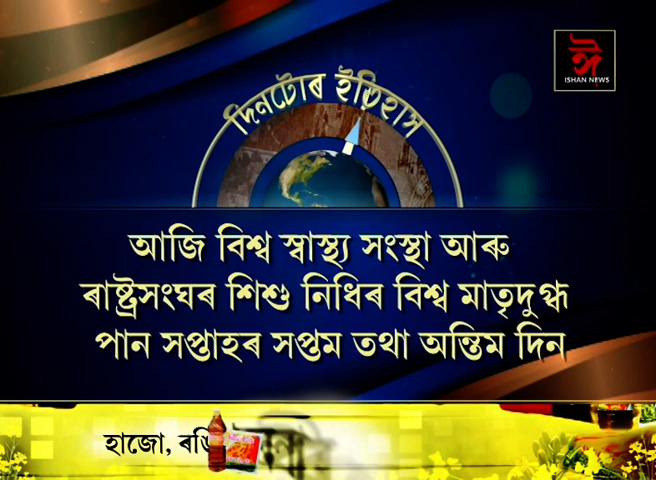 ঈ
ISHAN NEWS
দিনটোৰ ইতিহাস
আজি বিশ্ব স্বাস্থ্য সংস্থা আৰু
ৰাষ্ট্ৰসংঘৰ শিশু নিধিৰ বিশ্ব মাতৃদুগ্ধ
পান সপ্তাহৰ সপ্তম তথা অন্তিম দিন
হাজো,